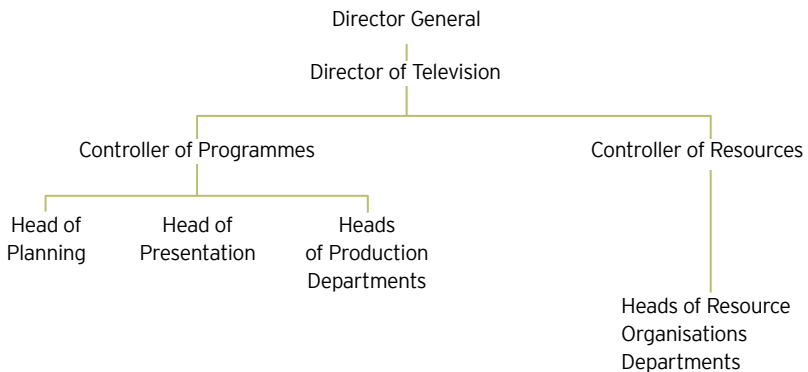 Director General
Director of Television
Controller of Programmes
Controller of Resources
Head of
Planning
Head of
Presentation
Heads
of Production
Departments
Heads of Resource
Organisations
Departments